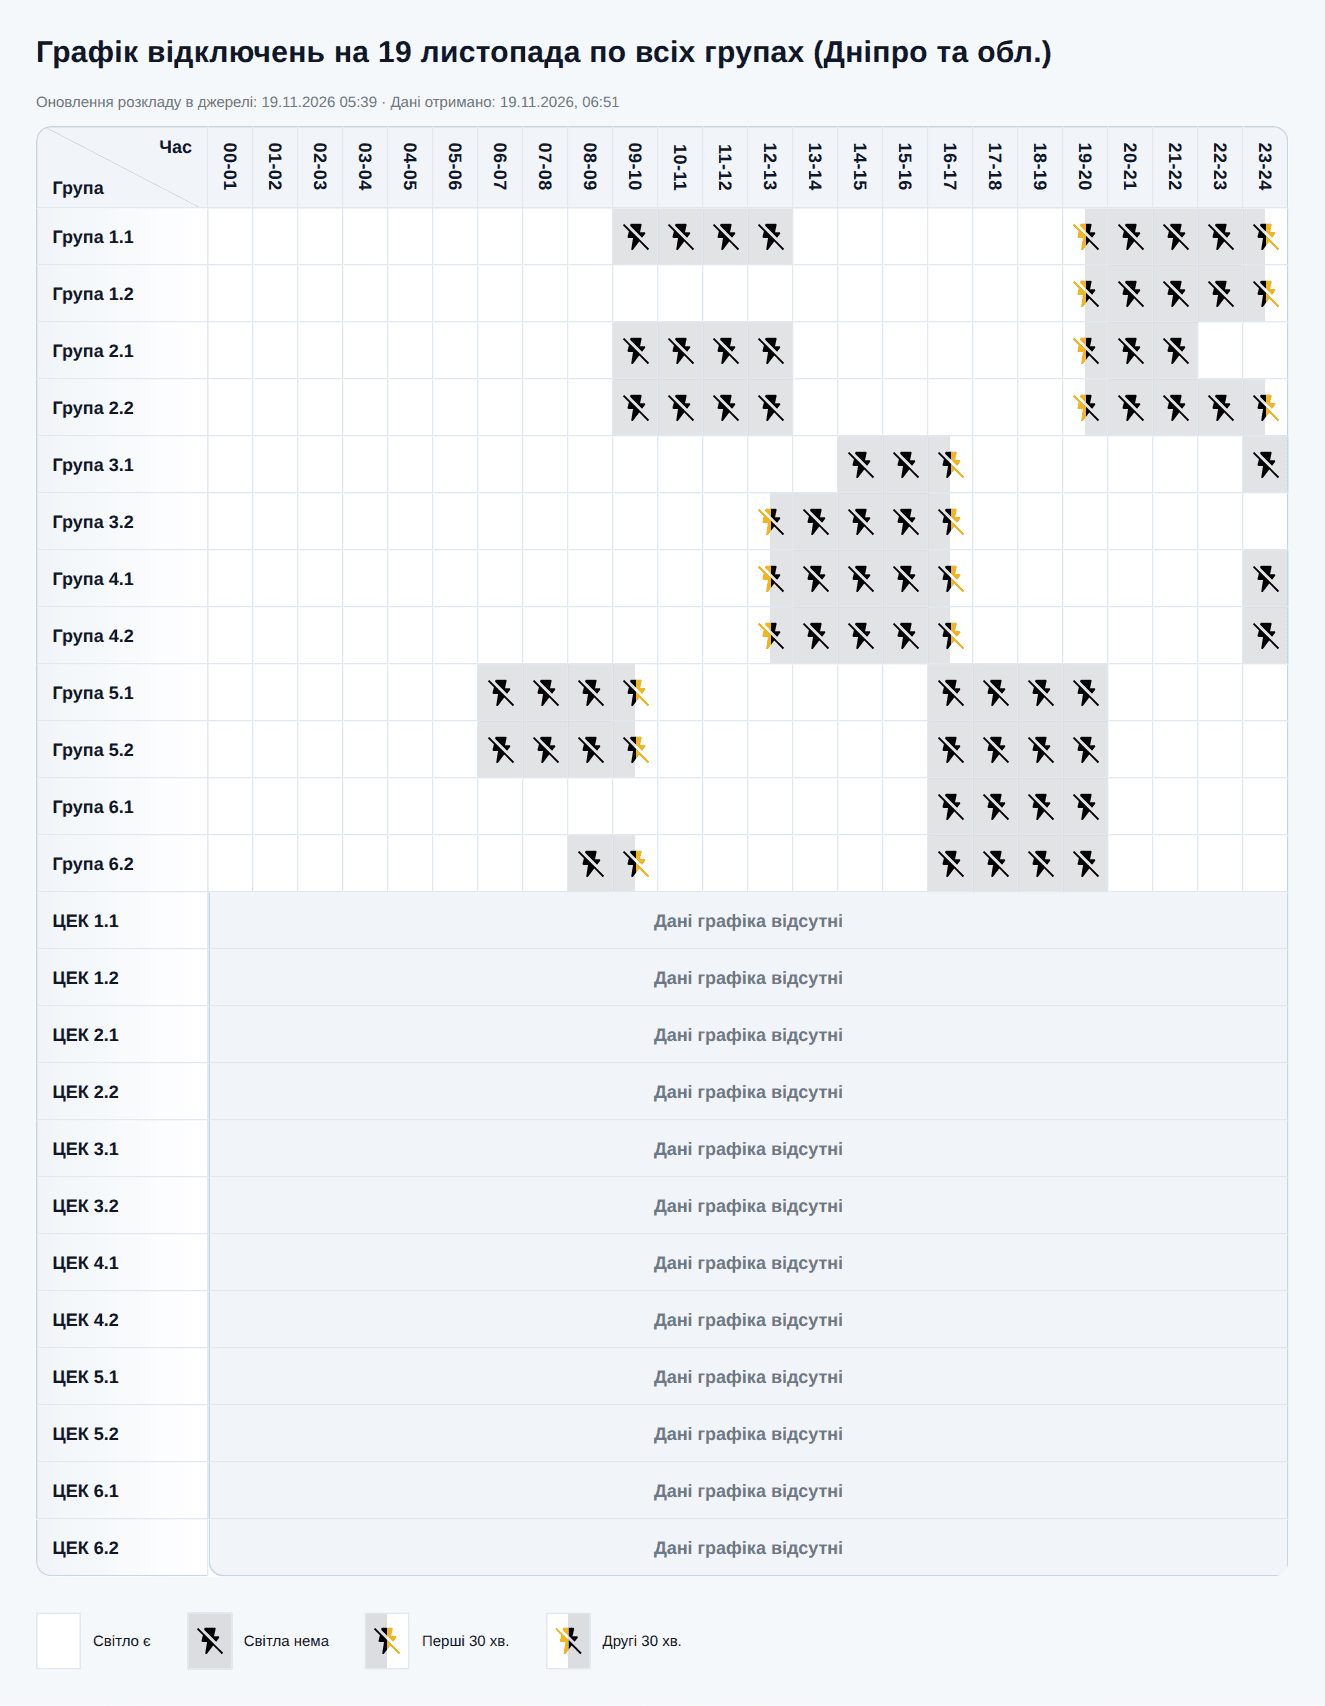 Графік відключень на 19 листопада по всіх групах (Дніпро та обл.)
Оновлення розкладу в джерелі: 19.11.2026 05:39 · Дані отримано: 19.11.2026, 06:51
Час
Група
00-01 01-02 02-03 03-04 04-05 05-06 06-07 07-08 08-09 09-10 10-11 11-12 12-13 13-14 14-15 15-16 16-17 17-18 18-19 19-20 20-21 21-22 22-23 23-24
Група 1.1
Група 1.2
Група 2.1
Група 2.2
Група 3.1
Група 3.2
Група 4.1
Група 4.2
Група 5.1
Група 5.2
Група 6.1
Група 6.2
ЦЕК 1.1 Дані графіка відсутні
ЦЕК 1.2 Дані графіка відсутні
ЦЕК 2.1 Дані графіка відсутні
ЦЕК 2.2 Дані графіка відсутні
ЦЕК 3.1 Дані графіка відсутні
ЦЕК 3.2 Дані графіка відсутні
ЦЕК 4.1 Дані графіка відсутні
ЦЕК 4.2 Дані графіка відсутні
ЦЕК 5.1 Дані графіка відсутні
ЦЕК 5.2 Дані графіка відсутні
ЦЕК 6.1 Дані графіка відсутні
ЦЕК 6.2 Дані графіка відсутні
Світло є Світла нема Перші 30 хв. Другі 30 хв.